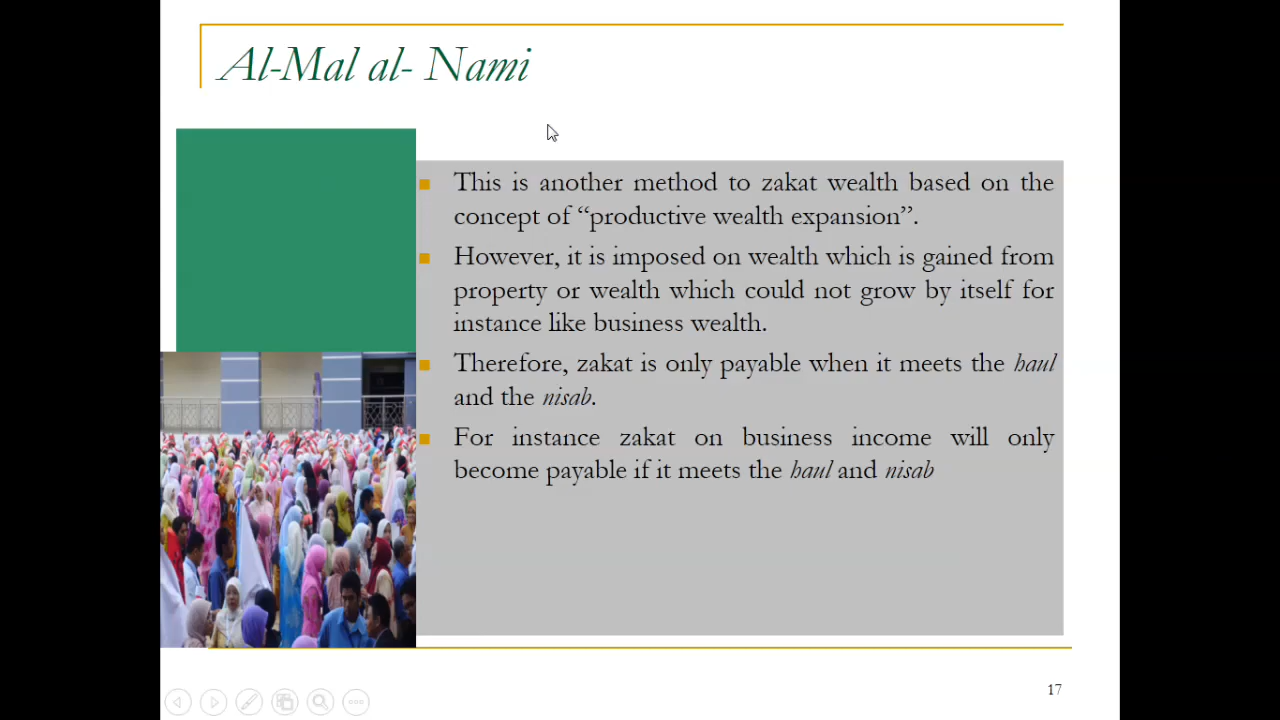 Al-Mal al- Nami
This is another method to zakat wealth based on the
concept of “productive wealth expansion”.
However, it is imposed on wealth which is gained from
property or wealth which could not grow by itself for
instance like business wealth.
Therefore, zakat is only payable when it meets the haul
and the nisab.
For instance zakat on business income will only
become payable if it meets the haul and nisab
17